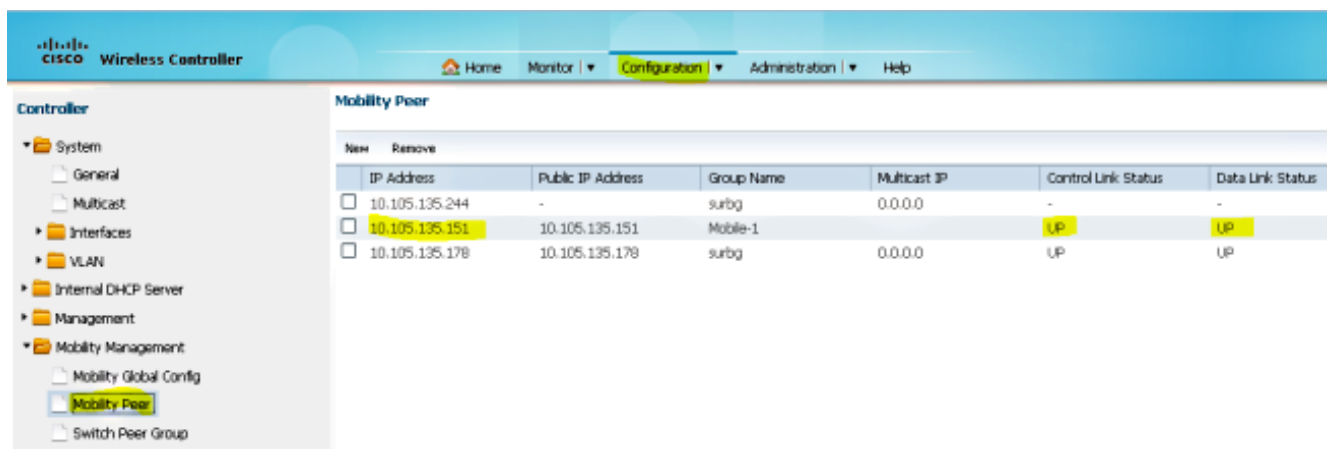 CISCO Wireless Controller
Home Monitor Configuration Administration Help
Controller
System
General
Multicast
Interfaces
VLAN
Internal DHCP Server
Management
Mobility Management
Mobility Global Config
Mobility Peer
Switch Peer Group
Mobility Peer
New Remove
IP Address Public IP Address Group Name Multicast IP Control Link Status Data Link Status
10.105.135.244 - surbg 0.0.0.0 - -
10.105.135.151 10.105.135.151 Mobile-1 UP UP
10.105.135.178 10.105.135.178 surbg 0.0.0.0 UP UP